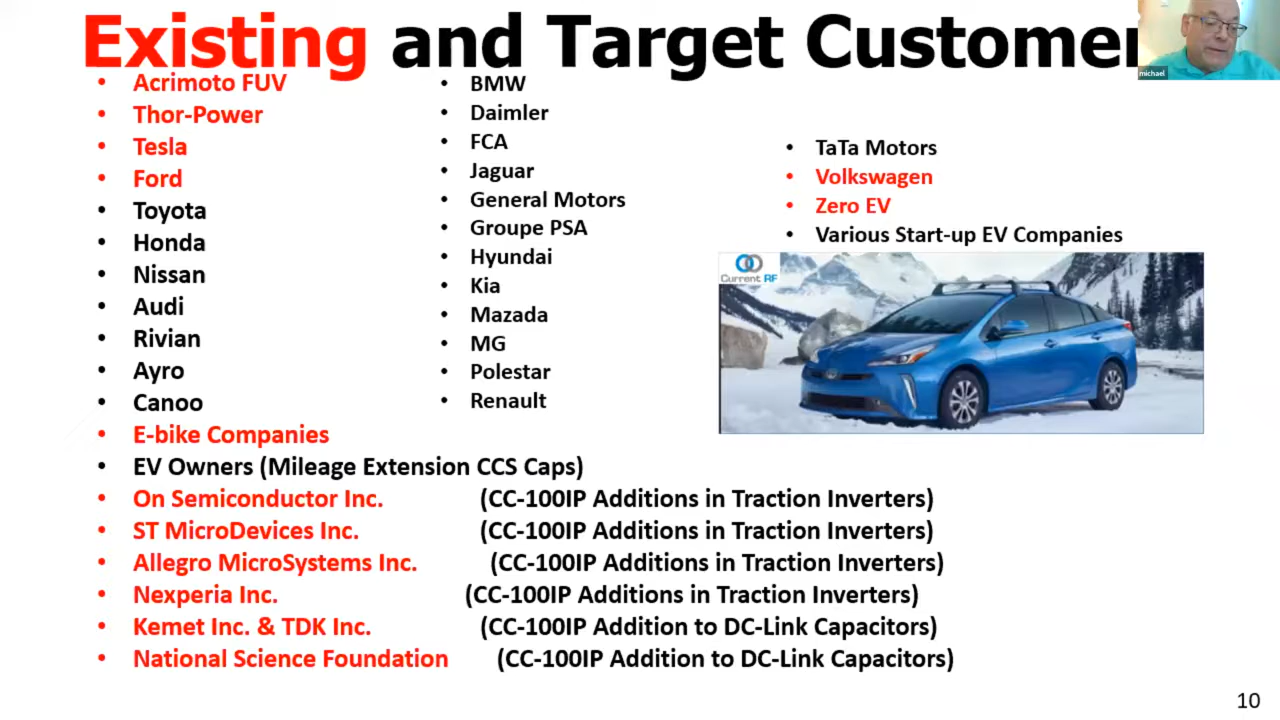 Existing and Target Customer
michael
Acrimoto FUV
Thor-Power
Tesla
Ford
Toyota
Honda
Nissan
Audi
Rivian
Ayro
Canoo
E-bike Companies
EV Owners (Mileage Extension CCS Caps)
On Semiconductor Inc. (CC-100IP Additions in Traction Inverters)
ST MicroDevices Inc. (CC-100IP Additions in Traction Inverters)
Allegro MicroSystems Inc. (CC-100IP Additions in Traction Inverters)
Nexperia Inc. (CC-100IP Additions in Traction Inverters)
Kemet Inc. & TDK Inc. (CC-100IP Addition to DC-Link Capacitors)
National Science Foundation (CC-100IP Addition to DC-Link Capacitors)
BMW
Daimler
FCA
Jaguar
General Motors
Groupe PSA
Hyundai
Kia
Mazada
MG
Polestar
Renault
TaTa Motors
Volkswagen
Zero EV
Various Start-up EV Companies
Current RF
10